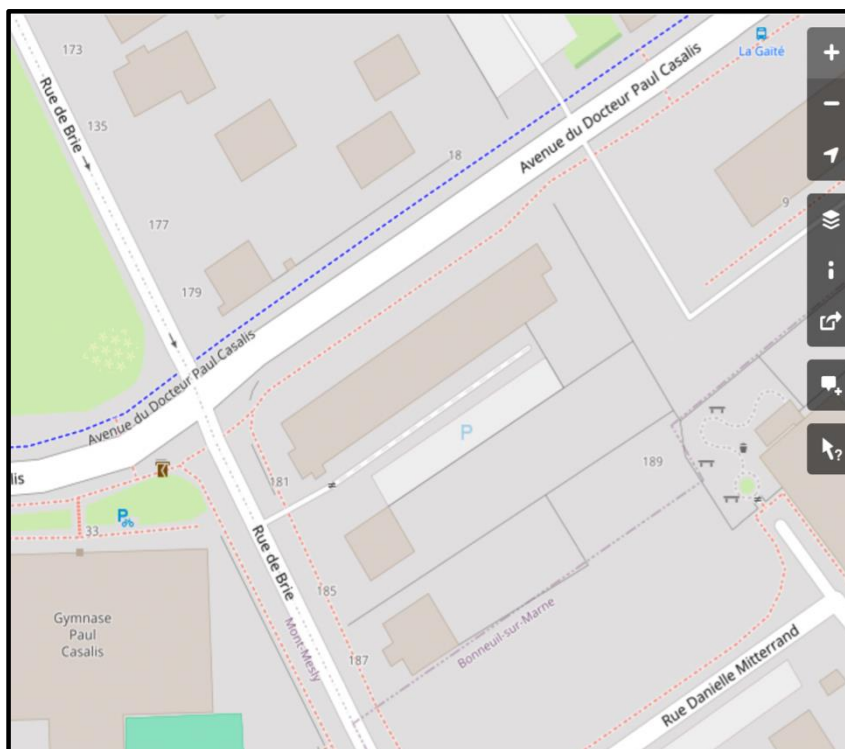 173
La Gaité
Rue de Brie
135
Avenue du Docteur Paul Casalis
18
9
177
179
Avenue du Docteur Paul Casalis
P
189
lis
181
P
33
Rue de Brie
185
Gymnase
Paul
Casalis
Mont-Mesly
187
Bonneuil-sur-Marne
Rue Danielle Mitterrand